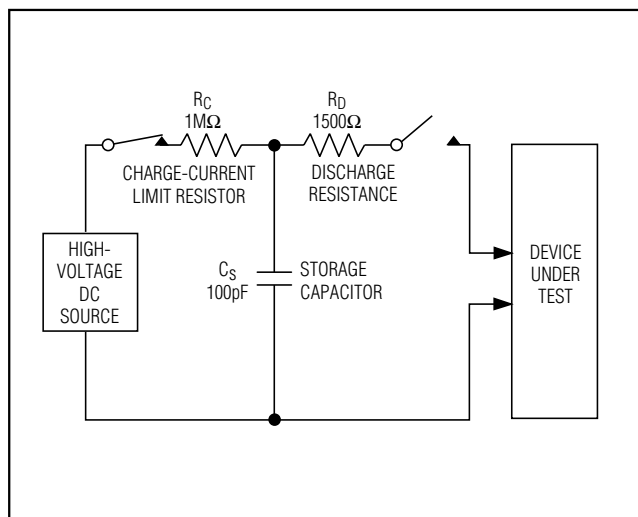 RC
1MΩ
CHARGE-CURRENT
LIMIT RESISTOR
RD
1500Ω
DISCHARGE
RESISTANCE
HIGH-
VOLTAGE
DC
SOURCE
CS
100pF
STORAGE
CAPACITOR
DEVICE
UNDER
TEST